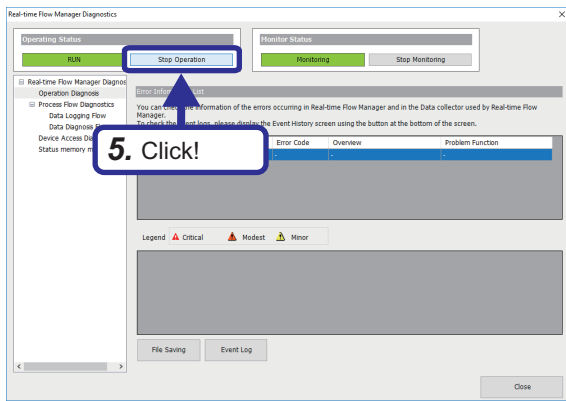 Real-time Flow Manager Diagnostics
Operating Status
Monitor Status
RUN
Stop Operation
Monitoring
Stop Monitoring
Real-time Flow Manager Diagnos
Operation Diagnosis
Process Flow Diagnostics
Data Logging Flow
Data Diagnosis
Device Access Dia
Status memory m
Error Information List
You can check the information of the errors occurring in Real-time Flow Manager and in the Data collector used by Real-time Flow
Manager.
To check the event logs, please display the Event History screen using the button at the bottom of the screen.
5. Click!
Error Code Overview Problem Function
- - -
Legend Critical Modest Minor
File Saving Event Log
Close